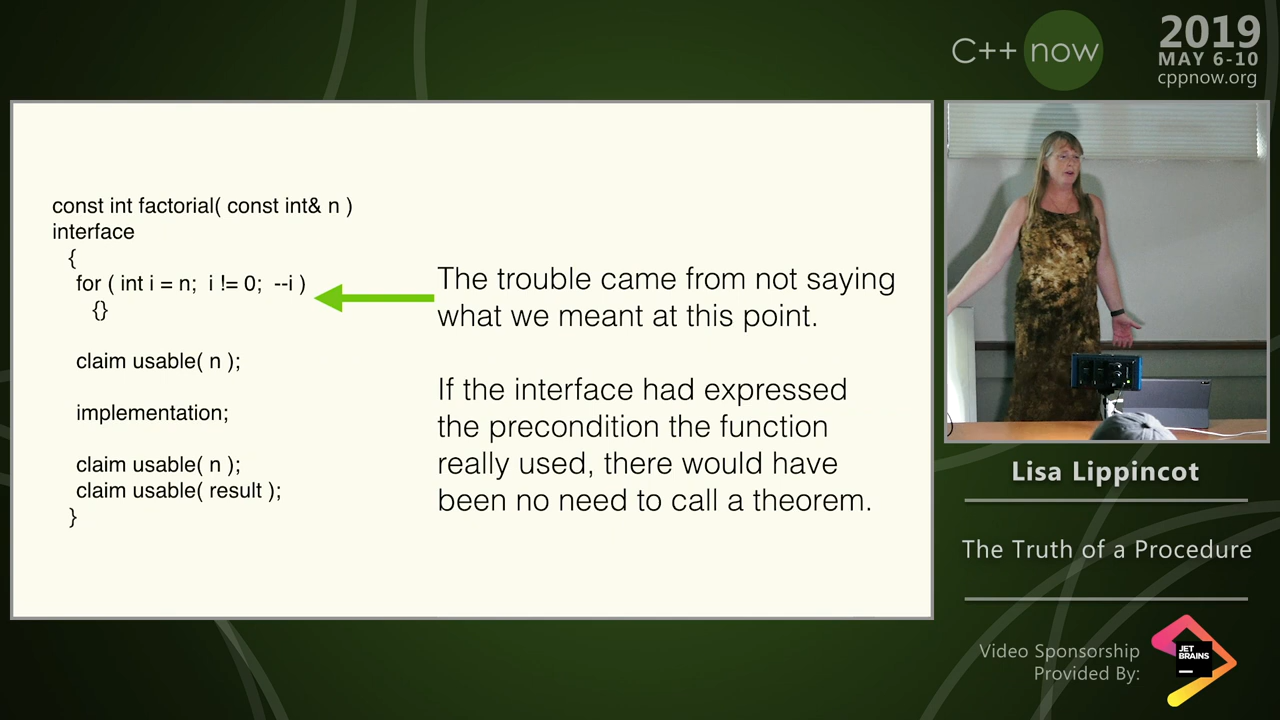 C++ now
2019
MAY 6-10
cppnow.org
const int factorial( const int& n )
interface
{
for ( int i = n; i != 0; --i )
{}
claim usable( n );
implementation;
claim usable( n );
claim usable( result );
}
The trouble came from not saying
what we meant at this point.
If the interface had expressed
the precondition the function
really used, there would have
been no need to call a theorem.
Lisa Lippincot
The Truth of a Procedure
Video Sponsorship
Provided By:
JET
BRAINS